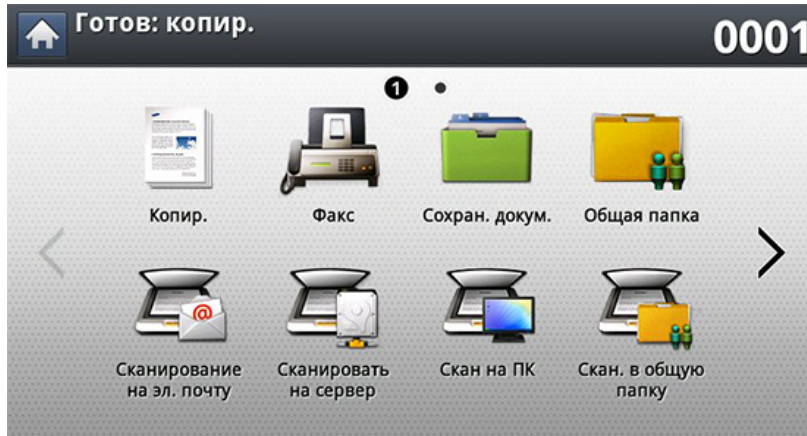 Готов: копир.
0001
1
Копир.
Факс
Сохран. докум.
Общая папка
Сканирование
на эл. почту
Сканировать
на сервер
Скан на ПК
Скан. в общую
папку